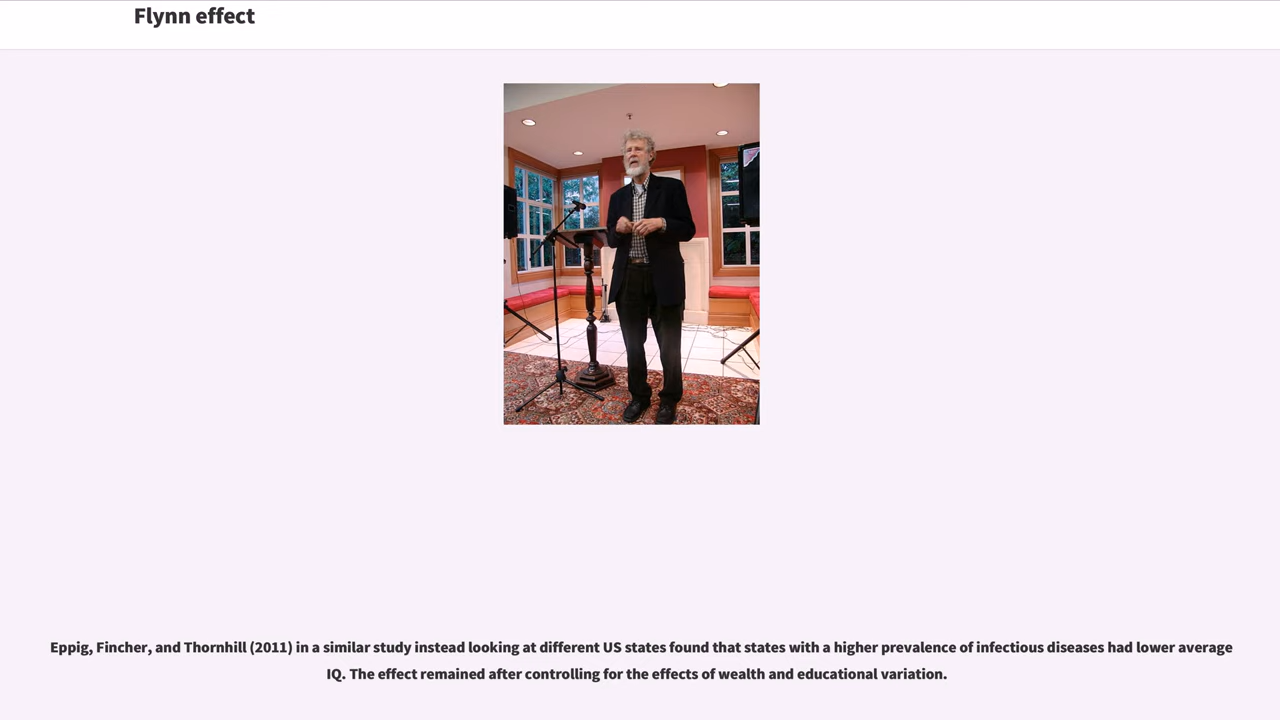 Flynn effect
Eppig, Fincher, and Thornhill (2011) in a similar study instead looking at different US states found that states with a higher prevalence of infectious diseases had lower average
IQ. The effect remained after controlling for the effects of wealth and educational variation.